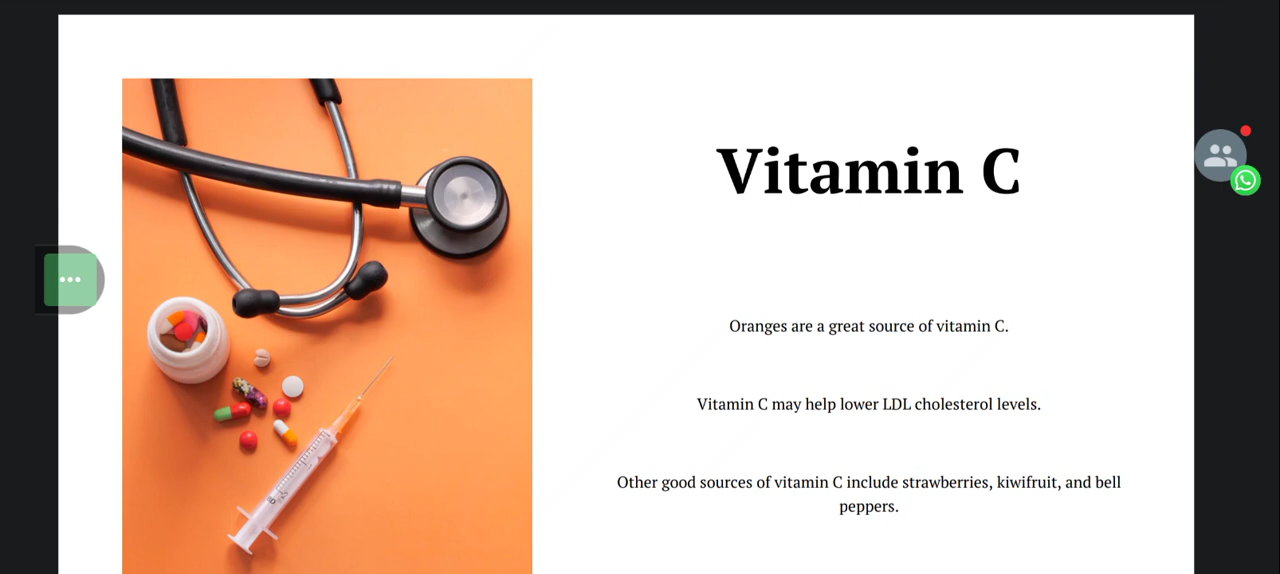 Vitamin C
Oranges are a great source of vitamin C.
Vitamin C may help lower LDL cholesterol levels.
Other good sources of vitamin C include strawberries, kiwifruit, and bell
peppers.